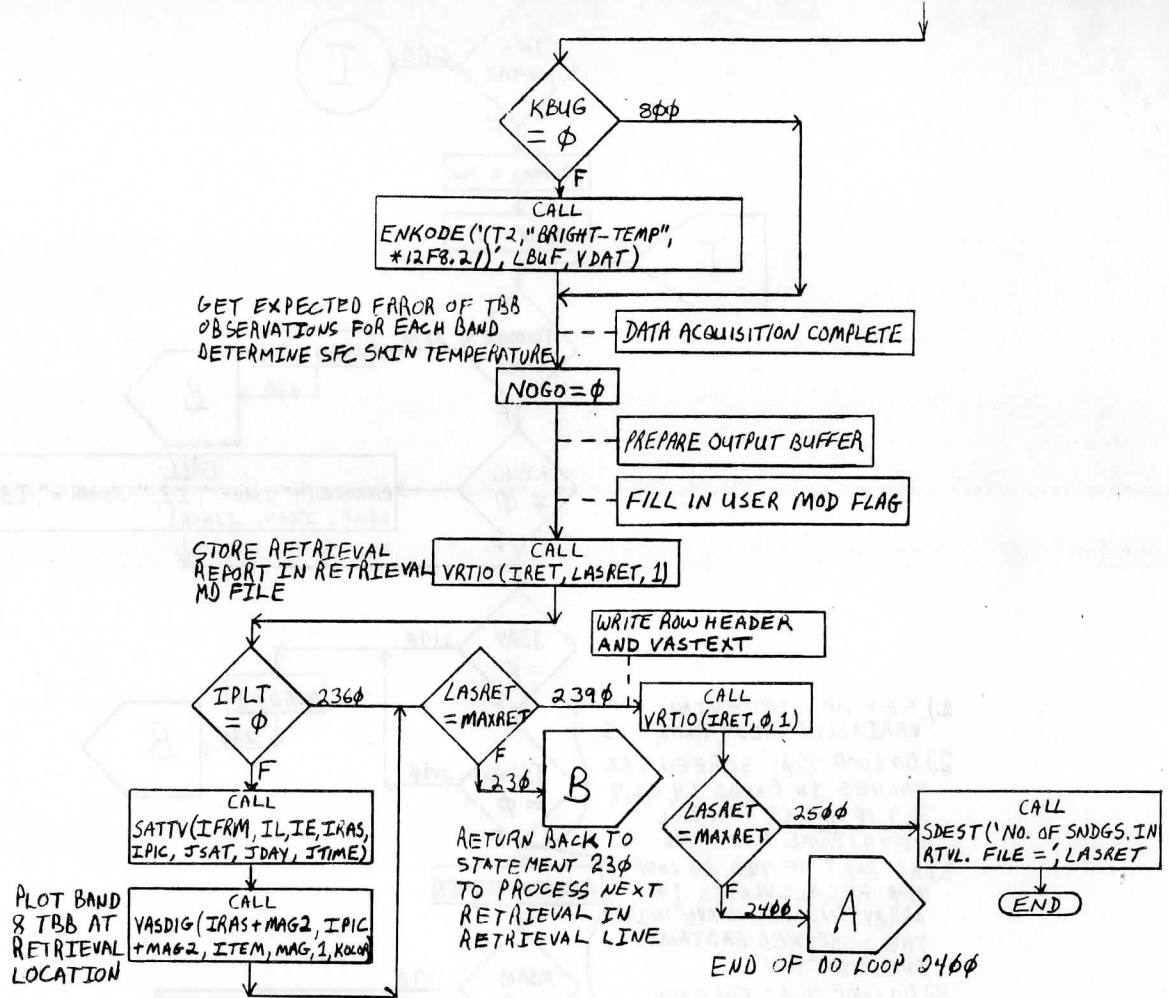 KBUG
= ϕ
8ϕϕ
F
CALL
ENKODE('(T2,"BRIGHT-TEMP",
*12F8.2/)', LBUF, VDAT)
GET EXPECTED ERROR OF TBB
OBSERVATIONS FOR EACH BAND
DETERMINE SFC SKIN TEMPERATURE
DATA ACQUISITION COMPLETE
NOGO=ϕ
PREPARE OUTPUT BUFFER
FILL IN USER MOD FLAG
STORE RETRIEVAL
REPORT IN RETRIEVAL
MD FILE
CALL
VRTIO(IRET, LASRET, 1)
WRITE ROW HEADER
AND VASTEXT
IPLT
= ϕ
236ϕ
LASRET
=MAXRET
239ϕ
CALL
VRTIO(IRET,ϕ,1)
F
F
23ϕ
B
CALL
SATTV(IFRM, IL, IE, IRAS,
IPIC, JSAT, JDAY, JTIME)
RETURN BACK TO
STATEMENT 23ϕ
TO PROCESS NEXT
RETRIEVAL IN
RETRIEVAL LINE
LASRET
=MAXRET
25ϕϕ
CALL
SDEST('NO. OF SNDGS. IN
RTVL. FILE =', LASRET
F
24ϕϕ
A
END
PLOT BAND
8 TBB AT
RETRIEVAL
LOCATION
CALL
VASDIG(IRAS+MAG2, IPIC
+MAG2, ITEM, MAG, 1, KOLOR)
END OF DO LOOP 24ϕϕ